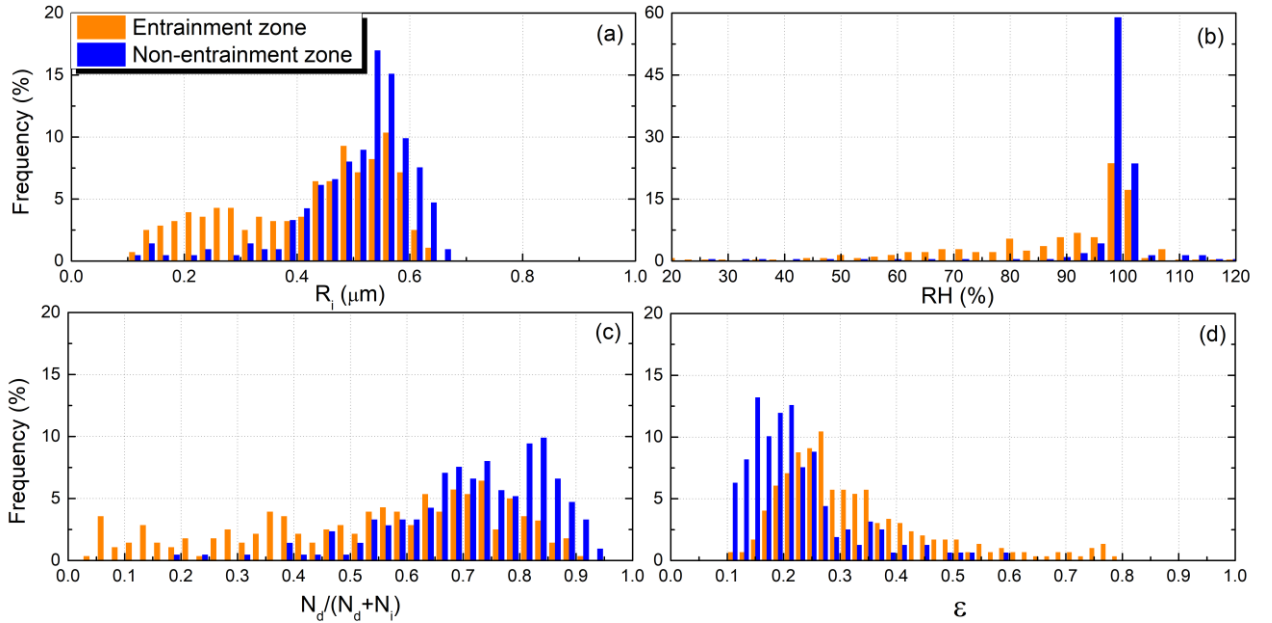 Entrainment zone
Non-entrainment zone
(a)
20
15
10
5
0
Frequency (%)
0.0 0.2 0.4 0.6 0.8 1.0
R_i (μm)
(b)
60
45
30
15
0
20 30 40 50 60 70 80 90 100 110 120
RH (%)
(c)
20
15
10
5
0
Frequency (%)
0.0 0.1 0.2 0.3 0.4 0.5 0.6 0.7 0.8 0.9 1.0
N_d/(N_d+N_i)
(d)
20
15
10
5
0
0.0 0.1 0.2 0.3 0.4 0.5 0.6 0.7 0.8 0.9 1.0
ε